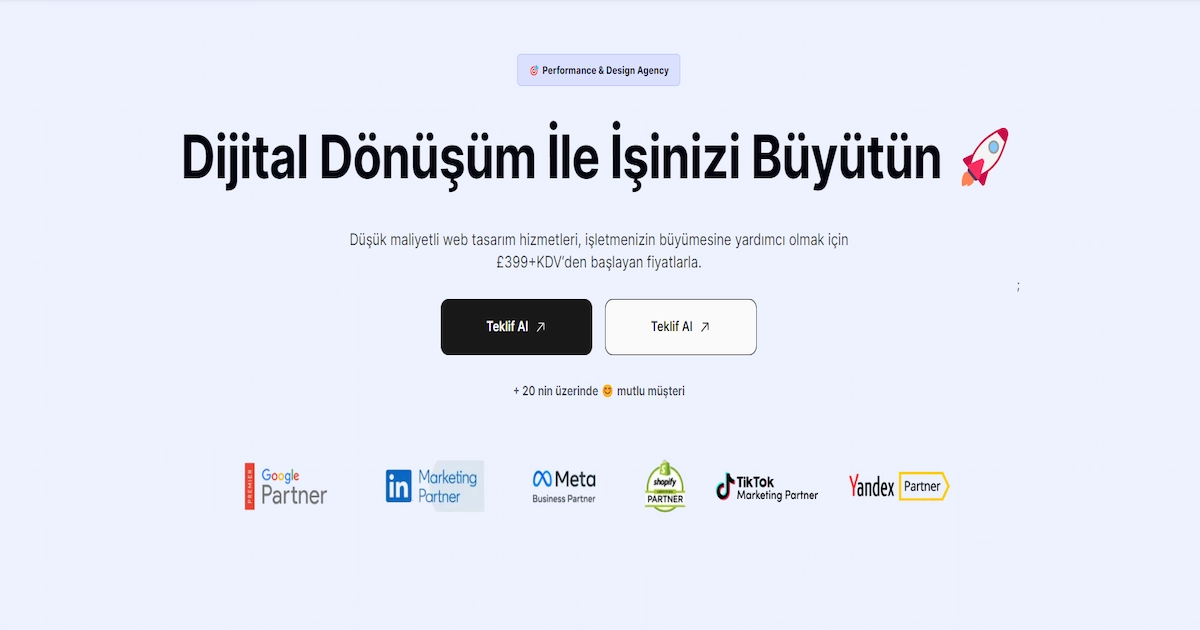 🎯 Performance & Design Agency
Dijital Dönüşüm İle İşinizi Büyütün 🚀
Düşük maliyetli web tasarım hizmetleri, işletmenizin büyümesine yardımcı olmak için
£399+KDV'den başlayan fiyatlarla.
;
Teklif Al ↗ Teklif Al ↗
+ 20 nin üzerinde 😊 mutlu müşteri
PREMIER Google Partner
in Marketing Partner
Meta Business Partner
shopify PARTNER
TikTok Marketing Partner
Yandex Partner